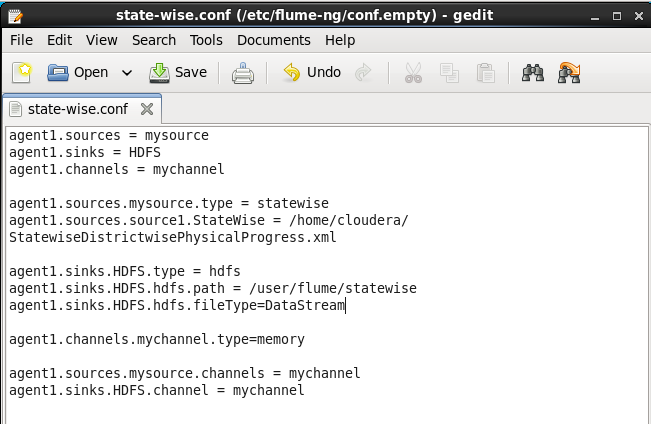 state-wise.conf (/etc/flume-ng/conf.empty) - gedit
File Edit View Search Tools Documents Help
Open Save Undo
state-wise.conf
agent1.sources = mysource
agent1.sinks = HDFS
agent1.channels = mychannel
agent1.sources.mysource.type = statewise
agent1.sources.source1.StateWise = /home/cloudera/
StatewiseDistrictwisePhysicalProgress.xml
agent1.sinks.HDFS.type = hdfs
agent1.sinks.HDFS.hdfs.path = /user/flume/statewise
agent1.sinks.HDFS.hdfs.fileType=DataStream
agent1.channels.mychannel.type=memory
agent1.sources.mysource.channels = mychannel
agent1.sinks.HDFS.channel = mychannel